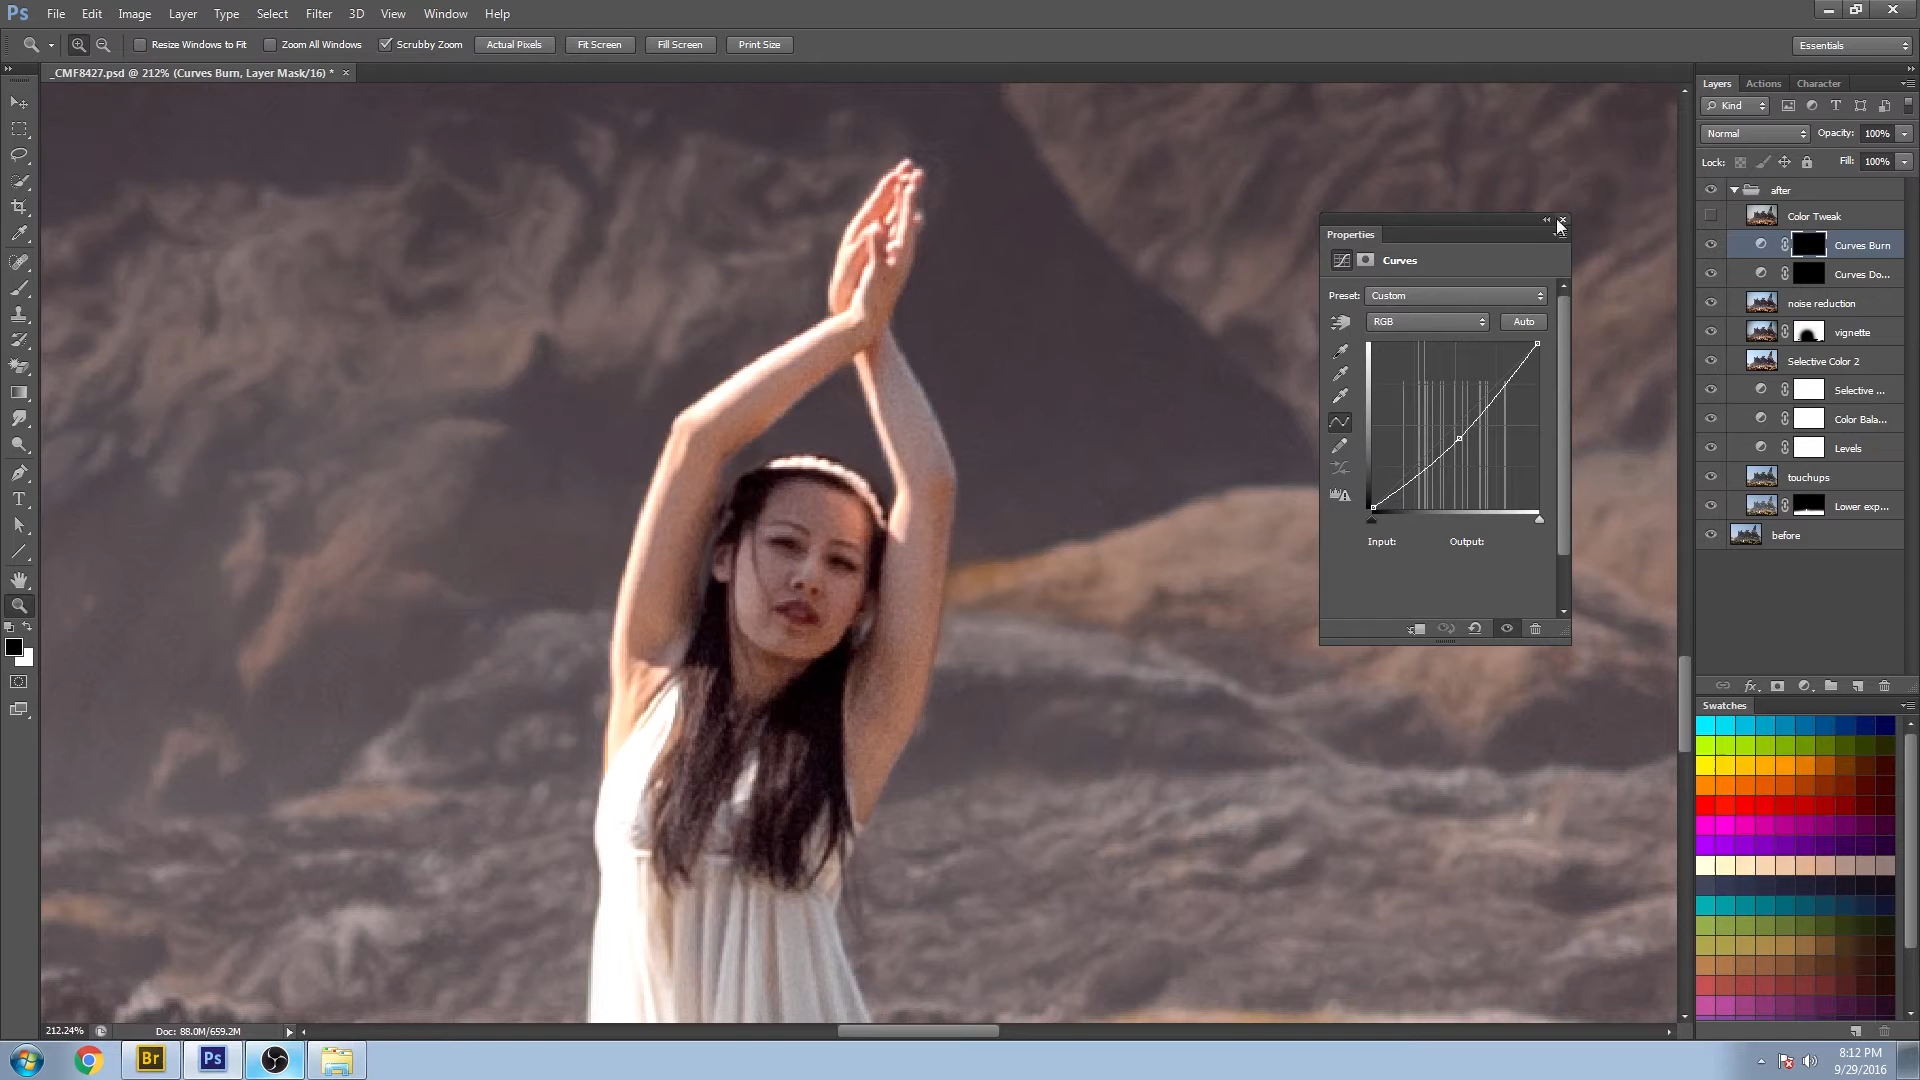 Ps File Edit Image Layer Type Select Filter 3D View Window Help
Resize Windows to Fit Zoom All Windows Scrubby Zoom Actual Pixels Fit Screen Fill Screen Print Size Essentials
_CMF8427.psd @ 212% (Curves Burn, Layer Mask/16) *
Layers Actions Character
Kind
Normal Opacity: 100%
Lock: Fill: 100%
after
Color Tweak
Curves Burn
Curves Do...
noise reduction
vignette
Selective Color 2
Selective ...
Color Bala...
Levels
touchups
Lower exp...
before
Properties
Curves
Preset: Custom
RGB Auto
Input: Output:
Swatches
212.24% Doc: 88.0M/659.2M
Br Ps
8:12 PM
9/29/2016